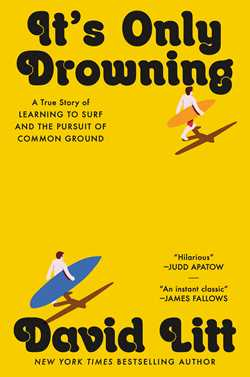 It's Only
Drowning
A True Story of
LEARNING TO SURF
AND THE PURSUIT OF
COMMON GROUND
"Hilarious"
—JUDD APATOW
"An instant classic"
—JAMES FALLOWS
David Litt
NEW YORK TIMES BESTSELLING AUTHOR